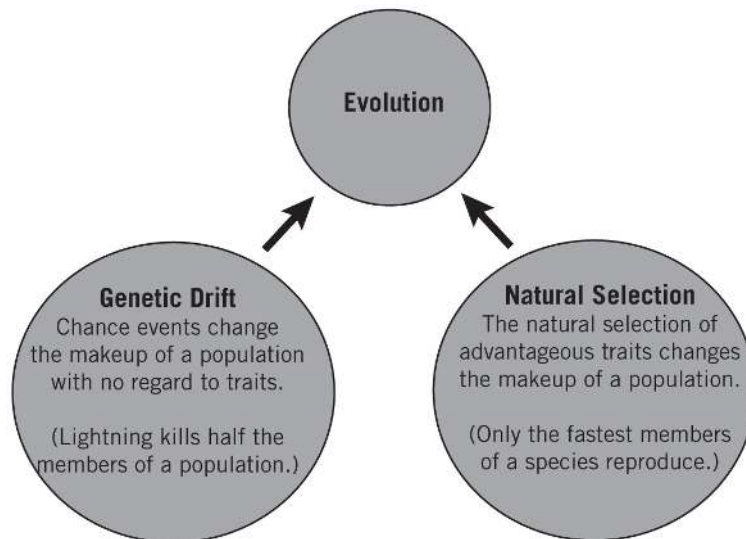 Evolution
Genetic Drift
Chance events change
the makeup of a population
with no regard to traits.
(Lightning kills half the
members of a population.)
Natural Selection
The natural selection of
advantageous traits changes
the makeup of a population.
(Only the fastest members
of a species reproduce.)